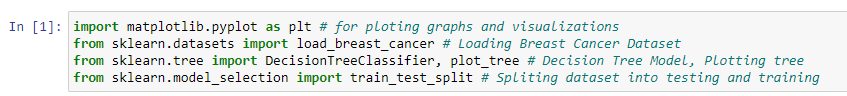 In [1]: import matplotlib.pyplot as plt # for ploting graphs and visualizations
from sklearn.datasets import load_breast_cancer # Loading Breast Cancer Dataset
from sklearn.tree import DecisionTreeClassifier, plot_tree # Decision Tree Model, Plotting tree
from sklearn.model_selection import train_test_split # Spliting dataset into testing and training